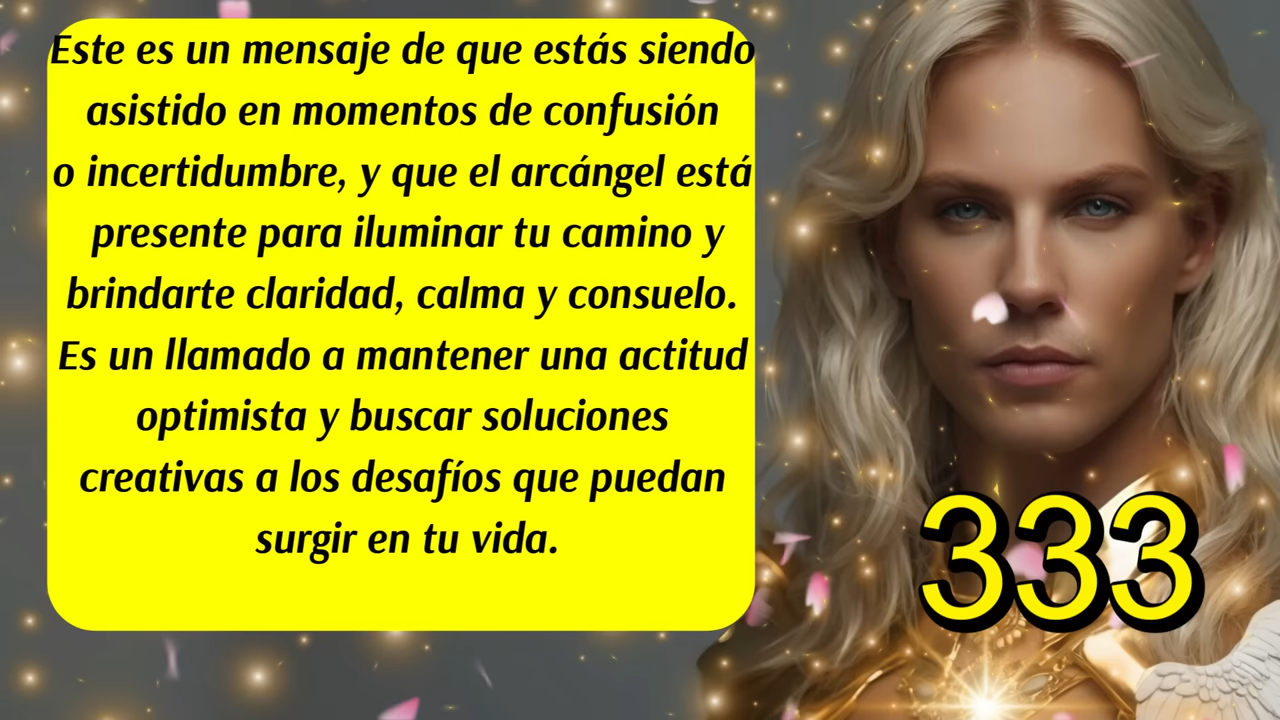 Este es un mensaje de que estás siendo
asistido en momentos de confusión
o incertidumbre, y que el arcángel está
presente para iluminar tu camino y
brindarte claridad, calma y consuelo.
Es un llamado a mantener una actitud
optimista y buscar soluciones
creativas a los desafíos que puedan
surgir en tu vida.
333